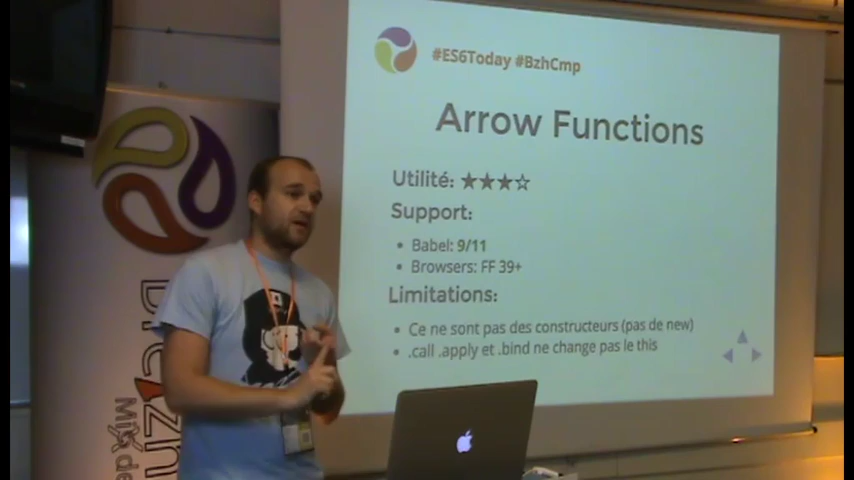 #ES6Today #BzhCmp
Arrow Functions
Utilité: ★★★☆
Support:
• Babel: 9/11
• Browsers: FF 39+
Limitations:
• Ce ne sont pas des constructeurs (pas de new)
• .call .apply et .bind ne change pas le this